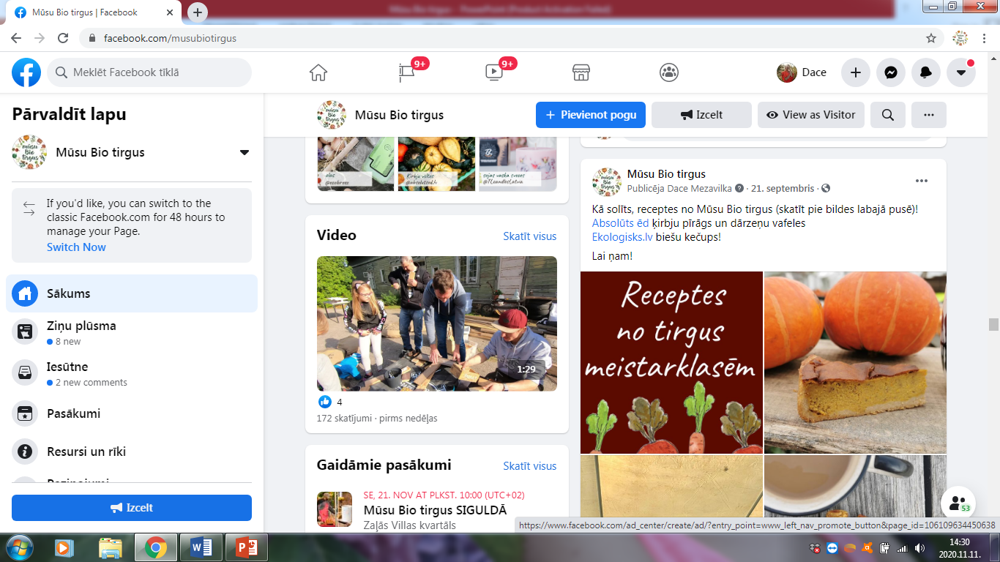 Mūsu Bio tirgus | Facebook
facebook.com/musubiotirgus
Meklēt Facebook tīklā
9+
9+
Dace
Pārvaldīt lapu
Mūsu Bio tirgus
If you'd like, you can switch to the
classic Facebook.com for 48 hours to
manage your Page.
Switch Now
Sākums
Ziņu plūsma
8 new
Iesūtne
2 new comments
Pasākumi
Resursi un rīki
Izcelt
Mūsu Bio tirgus
+ Pievienot pogu
Izcelt
View as Visitor
Video
Skatīt visus
1:29
4
172 skatījumi · pirms nedēļas
Gaidāmie pasākumi
Skatīt visus
SE, 21. NOV AT PLKST. 10:00 (UTC+02)
Mūsu Bio tirgus SIGULDĀ
Zaļās Villas kvartāls
Mūsu Bio tirgus
Publicēja Dace Mezavilka · 21. septembris ·
Kā solīts, receptes no Mūsu Bio tirgus (skatīt pie bildes labajā pusē)!
Absolūts ēd ķirbju pīrāgs un dārzeņu vafeles
Ekologisks.lv biešu kečups!
Lai ņam!
Receptes
no tirgus
meistarklasēm
53
https://www.facebook.com/ad_center/create/ad/?entry_point=www_left_nav_promote_button&page_id=106109634450638
14:30
2020.11.11.